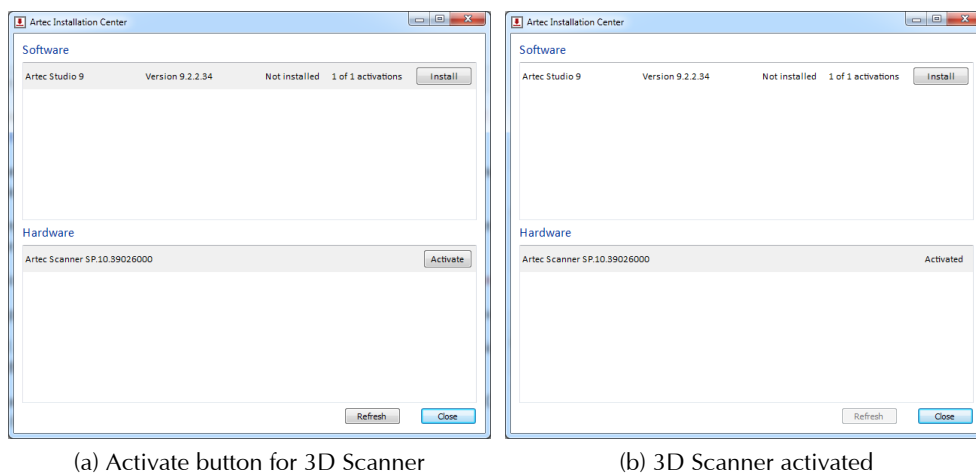 Artec Installation Center
Software
Artec Studio 9 Version 9.2.2.34 Not installed 1 of 1 activations Install
Hardware
Artec Scanner SP.10.39026000 Activate
Refresh Close
(a) Activate button for 3D Scanner
Artec Installation Center
Software
Artec Studio 9 Version 9.2.2.34 Not installed 1 of 1 activations Install
Hardware
Artec Scanner SP.10.39026000 Activated
Refresh Close
(b) 3D Scanner activated